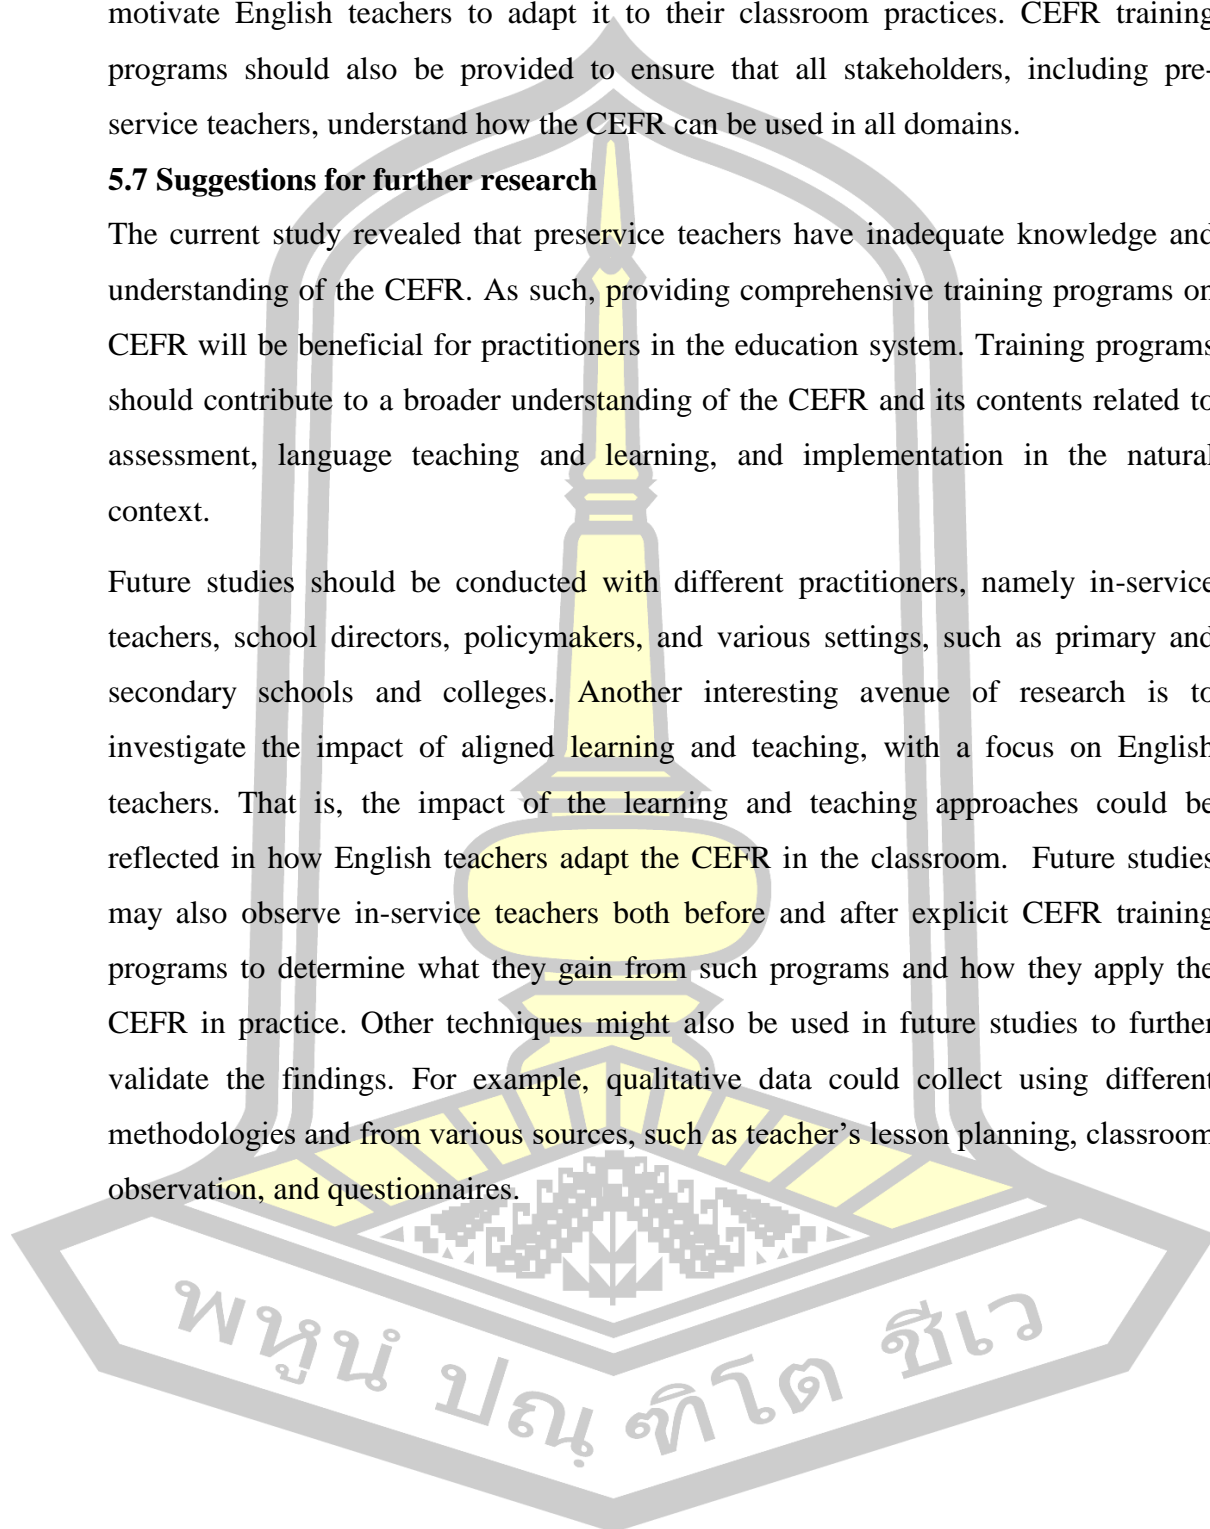 motivate English teachers to adapt it to their classroom practices. CEFR training
programs should also be provided to ensure that all stakeholders, including pre-
service teachers, understand how the CEFR can be used in all domains.
5.7 Suggestions for further research
The current study revealed that preservice teachers have inadequate knowledge and
understanding of the CEFR. As such, providing comprehensive training programs on
CEFR will be beneficial for practitioners in the education system. Training programs
should contribute to a broader understanding of the CEFR and its contents related to
assessment, language teaching and learning, and implementation in the natural
context.
Future studies should be conducted with different practitioners, namely in-service
teachers, school directors, policymakers, and various settings, such as primary and
secondary schools and colleges. Another interesting avenue of research is to
investigate the impact of aligned learning and teaching, with a focus on English
teachers. That is, the impact of the learning and teaching approaches could be
reflected in how English teachers adapt the CEFR in the classroom.  Future studies
may also observe in-service teachers both before and after explicit CEFR training
programs to determine what they gain from such programs and how they apply the
CEFR in practice. Other techniques might also be used in future studies to further
validate the findings. For example, qualitative data could collect using different
methodologies and from various sources, such as teacher’s lesson planning, classroom
observation, and questionnaires.
พหูนํ ปณฺฑิโต ชีเว